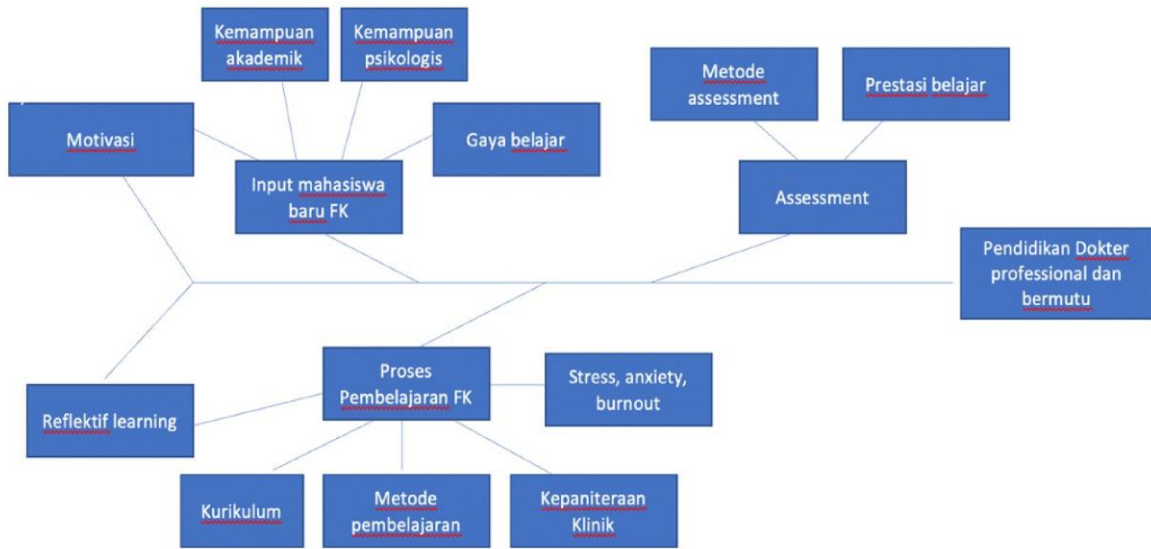 Kemampuan
akademik
Kemampuan
psikologis
Metode
assessment
Prestasi belajar
Motivasi
Gaya belajar
Input mahasiswa
baru FK
Assessment
Pendidikan Dokter
professional dan
bermutu
Proses
Pembelajaran FK
Stress, anxiety,
burnout
Reflektif learning
Kurikulum
Metode
pembelajaran
Kepaniteraan
Klinik